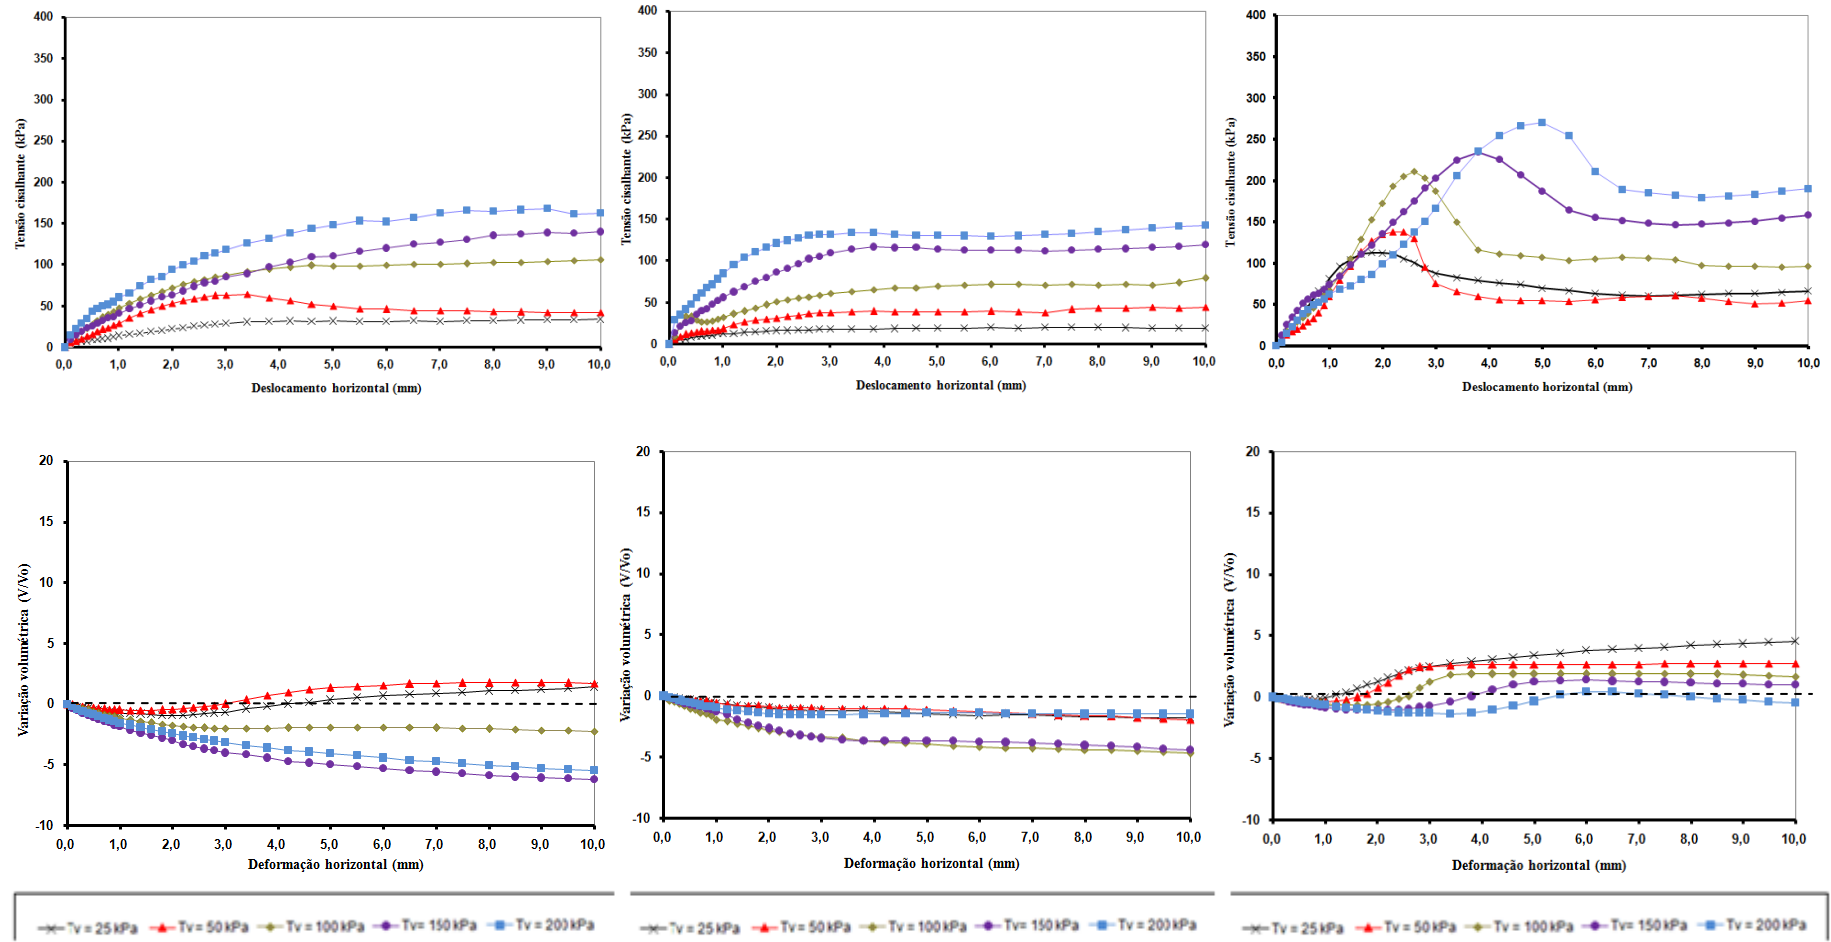 400
350
300
250
200
150
100
50
0
Tensão cisalhante (kPa)
0,0 1,0 2,0 3,0 4,0 5,0 6,0 7,0 8,0 9,0 10,0
Deslocamento horizontal (mm)
400
350
300
250
200
150
100
50
0
Tensão cisalhante (kPa)
0,0 1,0 2,0 3,0 4,0 5,0 6,0 7,0 8,0 9,0 10,0
Deslocamento horizontal (mm)
400
350
300
250
200
150
100
50
0
Tensão cisalhante (kPa)
0,0 1,0 2,0 3,0 4,0 5,0 6,0 7,0 8,0 9,0 10,0
Deslocamento horizontal (mm)
20
15
10
5
0
-5
-10
Variação volumétrica (V/Vo)
0,0 1,0 2,0 3,0 4,0 5,0 6,0 7,0 8,0 9,0 10,0
Deformação horizontal (mm)
20
15
10
5
0
-5
-10
Variação volumétrica (V/Vo)
0,0 1,0 2,0 3,0 4,0 5,0 6,0 7,0 8,0 9,0 10,0
Deformação horizontal (mm)
20
15
10
5
0
-5
-10
Variação volumétrica (V/Vo)
0,0 1,0 2,0 3,0 4,0 5,0 6,0 7,0 8,0 9,0 10,0
Deformação horizontal (mm)
Tv = 25 kPa Tv = 50 kPa Tv = 100 kPa Tv = 150 kPa Tv = 200 kPa
Tv = 25 kPa Tv = 50 kPa Tv = 100 kPa Tv = 150 kPa Tv = 200 kPa
Tv = 25 kPa Tv = 50 kPa Tv = 100 kPa Tv = 150 kPa Tv = 200 kPa